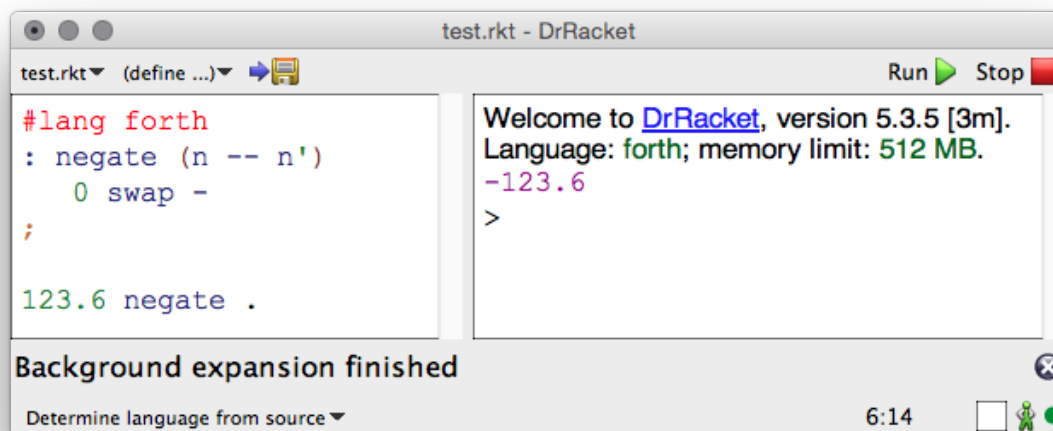 test.rkt - DrRacket
test.rkt (define ...) Run Stop
#lang forth
: negate (n -- n')
   0 swap -
;
123.6 negate .
Welcome to DrRacket, version 5.3.5 [3m].
Language: forth; memory limit: 512 MB.
-123.6
>
Background expansion finished
Determine language from source 6:14